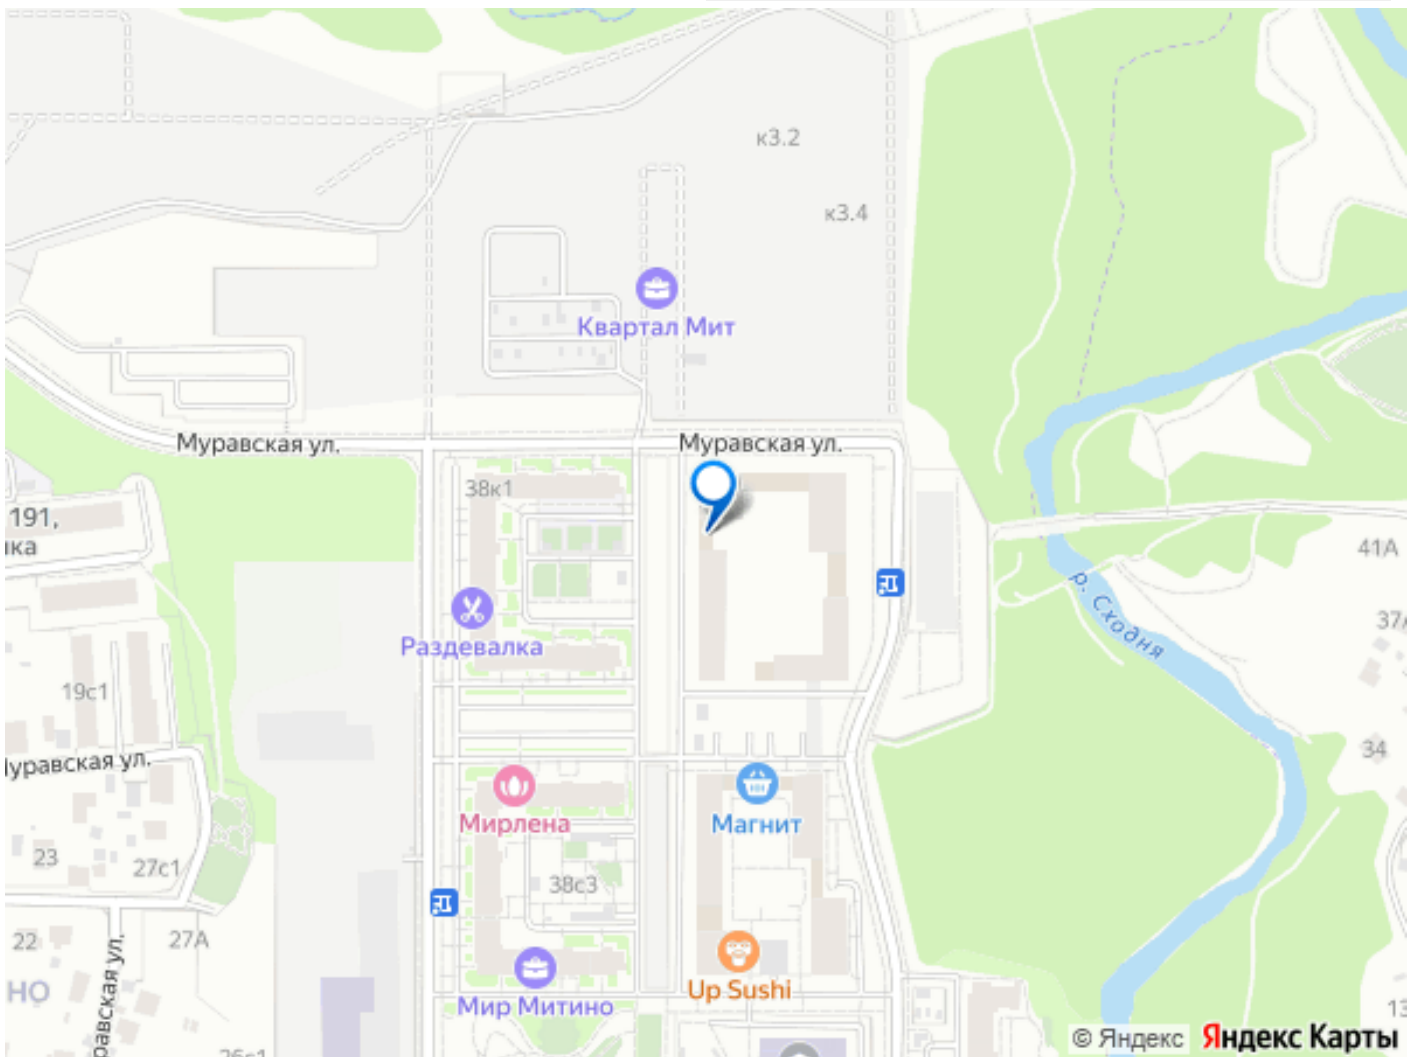 к3.2
к3.4
Квартал Мит
Муравская ул.
Муравская ул.
38к1
191,
41А
р. Сходня
Раздевалка
19с1
34
Мирлена
Магнит
23
27с1
38с3
22
27А
Up Sushi
Мир Митино
© Яндекс Яндекс Карты